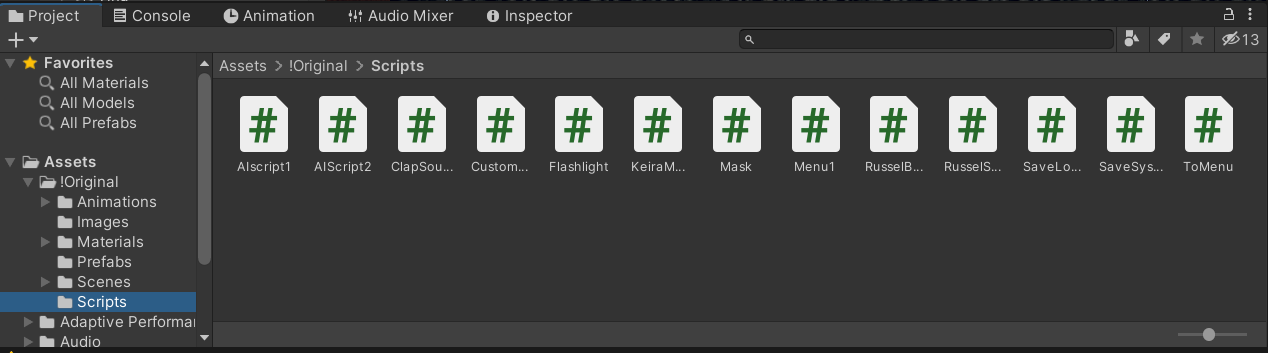 Project Console Animation Audio Mixer Inspector
13
Favorites
All Materials
All Models
All Prefabs
Assets
!Original
Animations
Images
Materials
Prefabs
Scenes
Scripts
Adaptive Performa
Audio
Assets > !Original > Scripts
AIscript1 AIScript2 ClapSou... Custom... Flashlight KeiraM... Mask Menu1 RusselB... RusselS... SaveLo... SaveSys... ToMenu